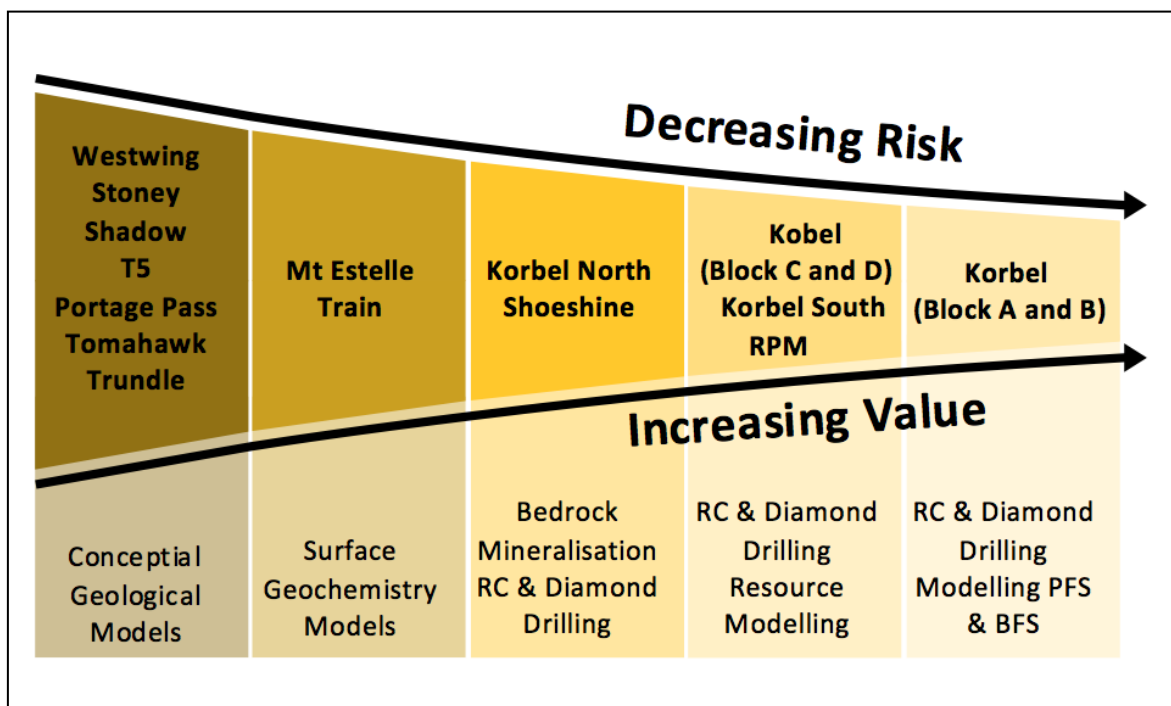 Decreasing Risk
Westwing
Stoney
Shadow
T5
Portage Pass
Tomahawk
Trundle
Mt Estelle
Train
Korbel North
Shoeshine
Kobel
(Block C and D)
Korbel South
RPM
Korbel
(Block A and B)
Increasing Value
Conceptial
Geological
Models
Surface
Geochemistry
Models
Bedrock
Mineralisation
RC & Diamond
Drilling
RC & Diamond
Drilling
Resource
Modelling
RC & Diamond
Drilling
Modelling PFS
& BFS